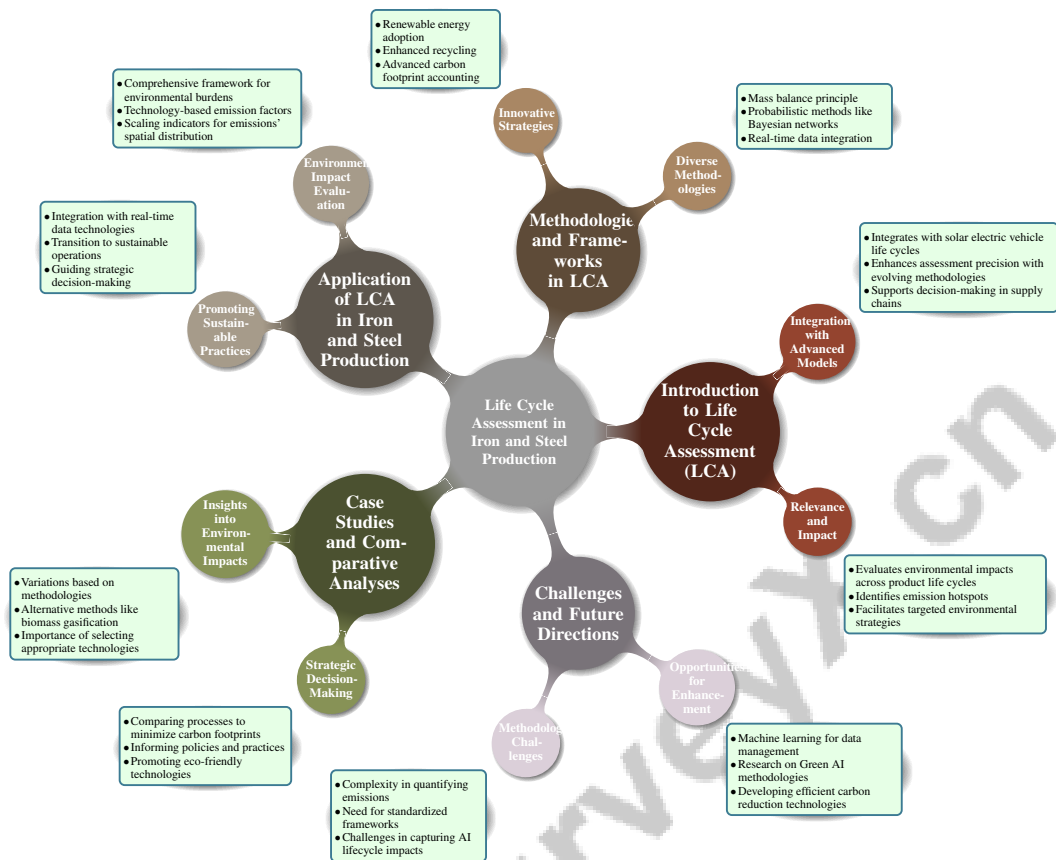 Life Cycle
Assessment in
Iron and Steel
Production
Introduction
to Life
Cycle
Assessment
(LCA)
Integration
with
Advanced
Models
• Integrates with solar electric vehicle
life cycles
• Enhances assessment precision with
evolving methodologies
• Supports decision-making in supply
chains
Relevance and
Impact
• Evaluates environmental impacts
across product life cycles
• Identifies emission hotspots
• Facilitates targeted environmental
strategies
Methodologie
and Frame-
works
in LCA
Diverse
Method-
ologies
• Mass balance principle
• Probabilistic methods like
Bayesian networks
• Real-time data integration
Innovative
Strategies
• Renewable energy
adoption
• Enhanced recycling
• Advanced carbon
footprint accounting
Application
of LCA
in Iron
and Steel
Production
Environment
Impact
Evalu-
ation
• Comprehensive framework for
environmental burdens
• Technology-based emission factors
• Scaling indicators for emissions'
spatial distribution
Promoting
Sustain-
able
Practices
• Integration with real-time
data technologies
• Transition to sustainable
operations
• Guiding strategic
decision-making
Case
Studies
and Com-
parative
Analyses
Insights
into
Environ-
mental
Impacts
• Variations based on
methodologies
• Alternative methods like
biomass gasification
• Importance of selecting
appropriate technologies
Strategic
Decision-
Making
• Comparing processes to
minimize carbon footprints
• Informing policies and practices
• Promoting eco-friendly
technologies
Challenges
and Future
Directions
Methodolog
Chal-
lenges
• Complexity in quantifying
emissions
• Need for standardized
frameworks
• Challenges in capturing AI
lifecycle impacts
Opportunities
for
Enhance-
ment
• Machine learning for data
management
• Research on Green AI
methodologies
• Developing efficient carbon
reduction technologies